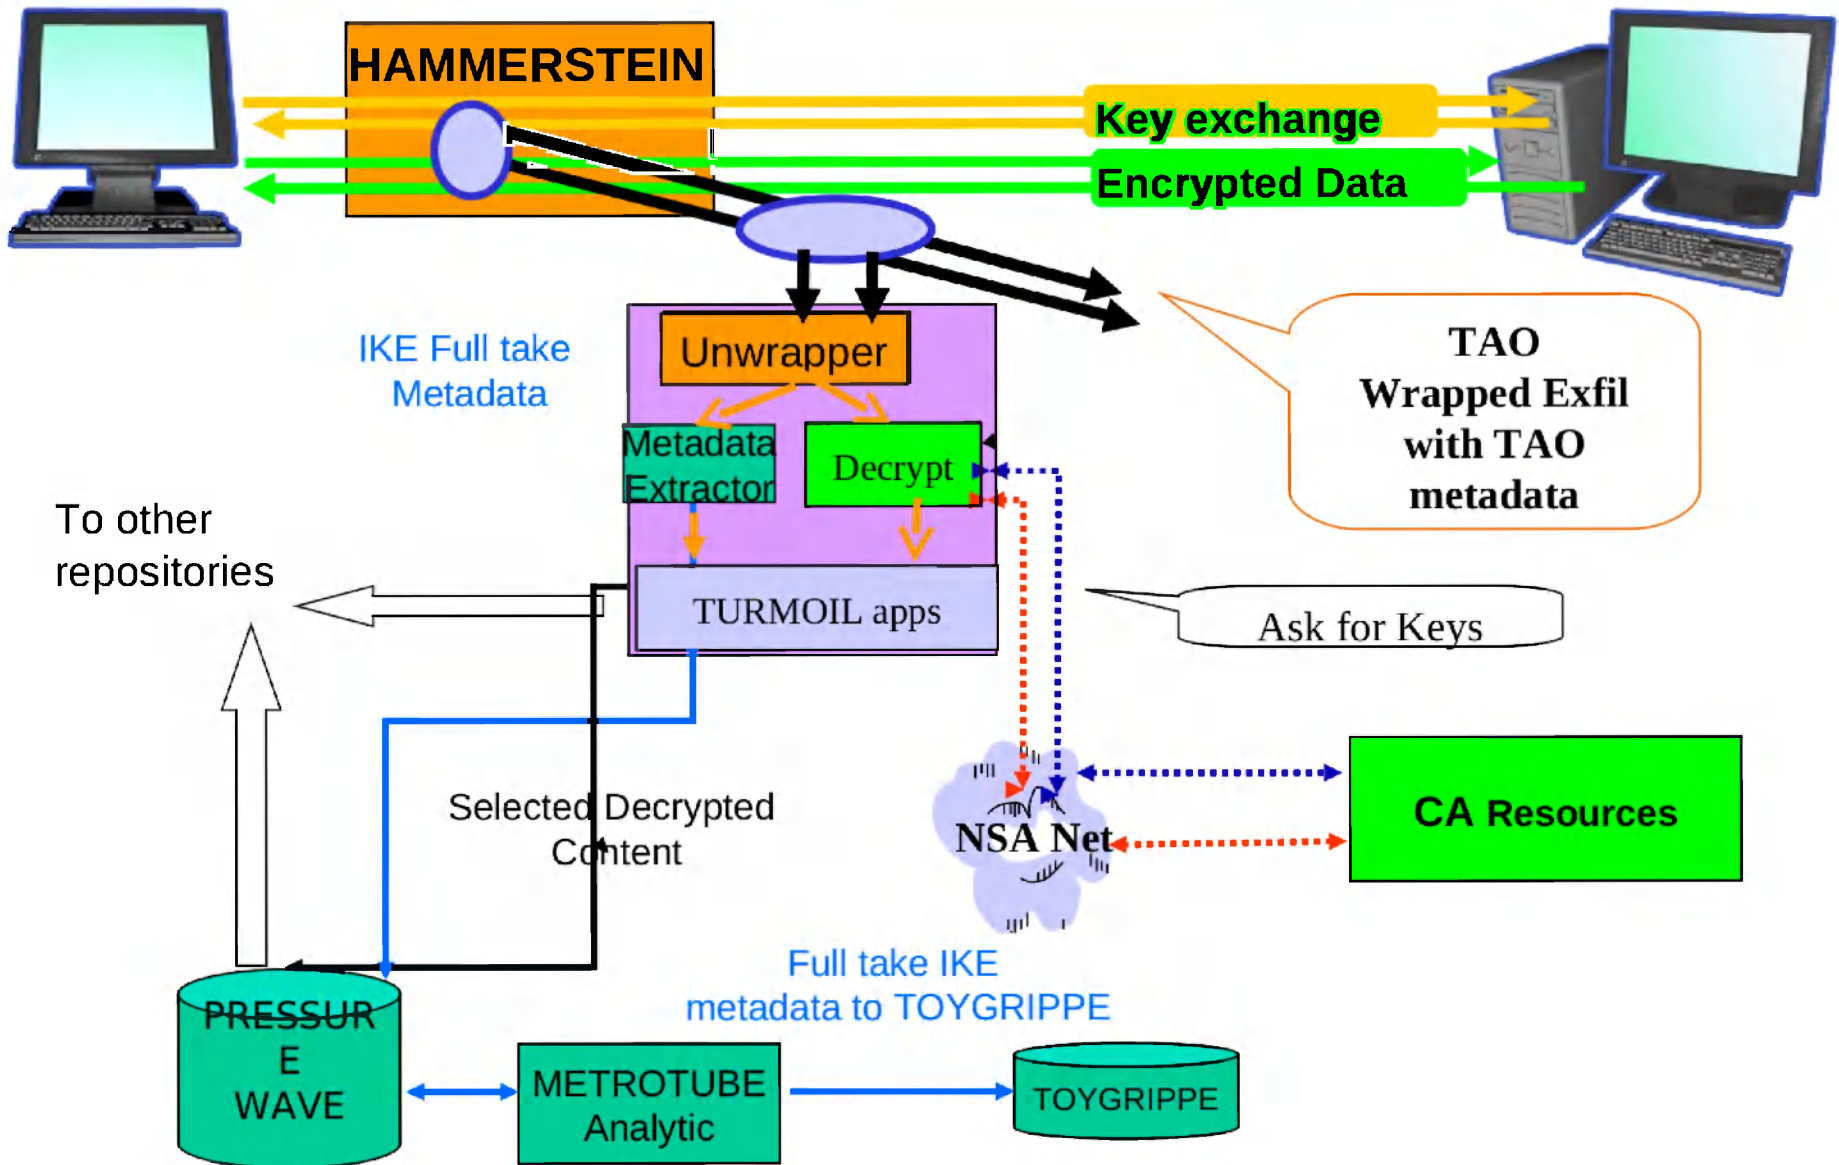 HAMMERSTEIN
Key exchange
Encrypted Data
IKE Full take
Metadata
Unwrapper
TAO
Wrapped Exfil
with TAO
metadata
Metadata
Extractor
Decrypt
To other
repositories
TURMOIL apps
Ask for Keys
Selected Decrypted
Content
NSA Net
CA Resources
Full take IKE
metadata to TOYGRIPPE
PRESSUR
E
WAVE
METROTUBE
Analytic
TOYGRIPPE